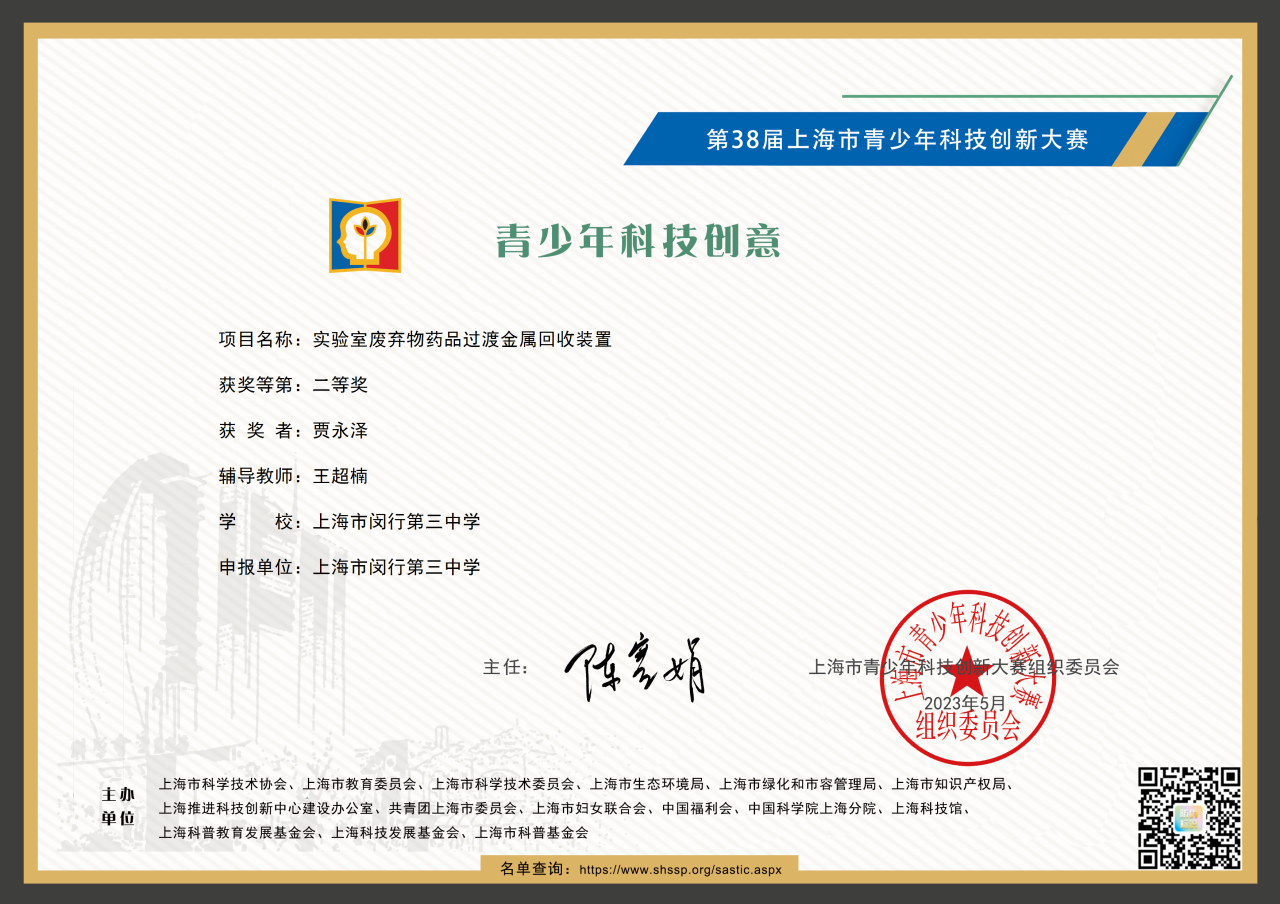 第38届上海市青少年科技创新大赛
青少年科技创意
项目名称：实验室废弃物药品过渡金属回收装置
获奖等第：二等奖
获 奖 者：贾永泽
辅导教师：王超楠
学　　校：上海市闵行第三中学
申报单位：上海市闵行第三中学
主任：
上海市青少年科技创新大赛组织委员会
2023年5月
上海市青少年科技创新大赛
组织委员会
主办单位
上海市科学技术协会、上海市教育委员会、上海市科学技术委员会、上海市生态环境局、上海市绿化和市容管理局、上海市知识产权局、
上海推进科技创新中心建设办公室、共青团上海市委员会、上海市妇女联合会、中国福利会、中国科学院上海分院、上海科技馆、
上海科普教育发展基金会、上海科技发展基金会、上海市科普基金会
名单查询：https://www.shssp.org/sastic.aspx